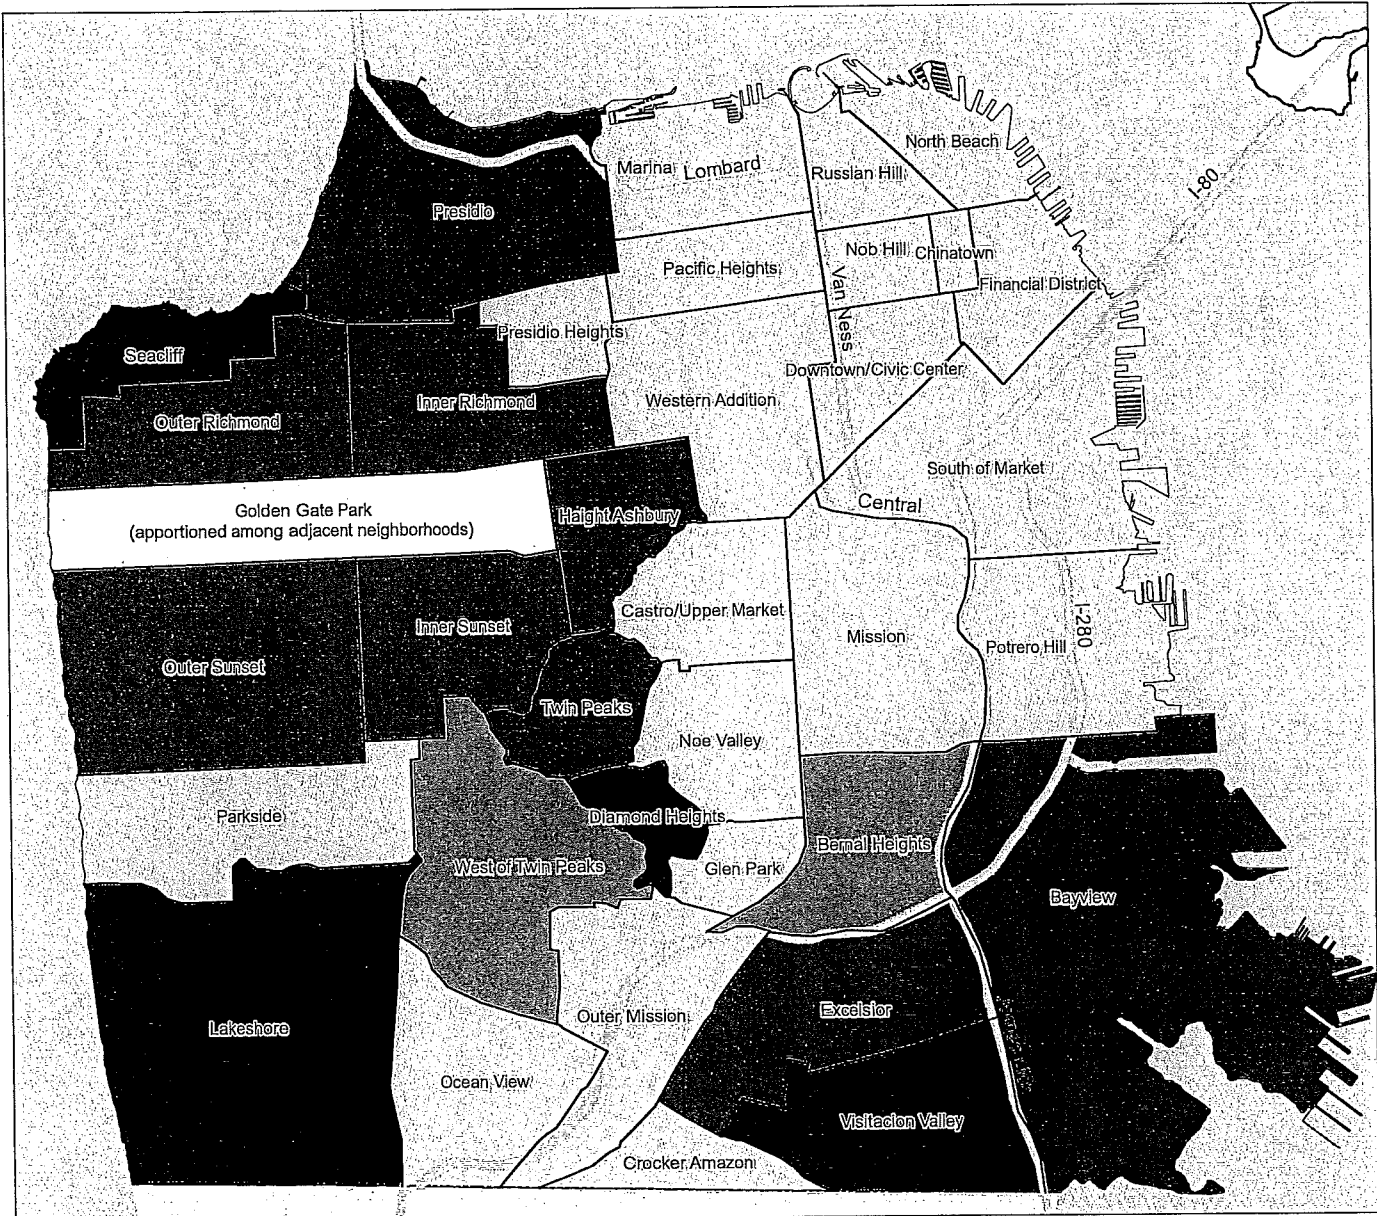 North Beach
Marina
Lombard
Russian Hill
I-80
Presidio
Nob Hill
Chinatown
Pacific Heights
Van Ness
Financial District
Presidio Heights
Seacliff
Downtown/Civic Center
Inner Richmond
Western Addition
Outer Richmond
South of Market
Central
Golden Gate Park
(apportioned among adjacent neighborhoods)
Haight Ashbury
Castro/Upper Market
Inner Sunset
Mission
I-280
Potrero Hill
Outer Sunset
Twin Peaks
Noe Valley
Parkside
Diamond Heights
Bernal Heights
West of Twin Peaks
Glen Park
Bayview
Excelsior
Outer Mission
Lakeshore
Ocean View
Visitacion Valley
Crocker Amazon